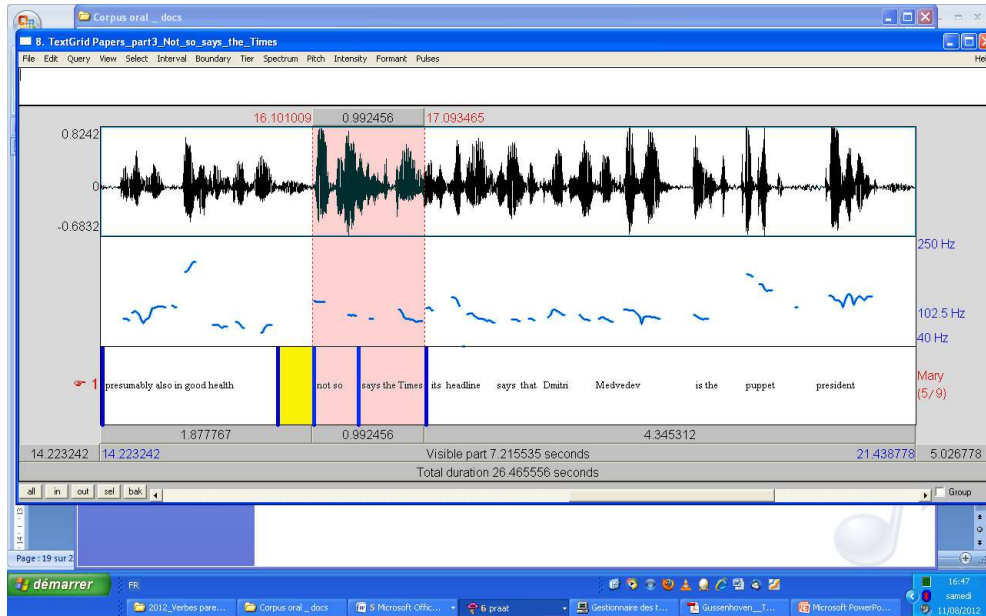 Corpus oral _ docs
8. TextGrid Papers_part3_Not_so_says_the_Times
File Edit Query View Select Interval Boundary Tier Spectrum Pitch Intensity Formant Pulses Hel
16.101009 0.992456 17.093465
0.8242
0
-0.6832
250 Hz
102.5 Hz
40 Hz
1 presumably also in good health not so says the Times its headline says that Dmitri Medvedev is the puppet president
Mary
(5/9)
1.877767 0.992456 4.345312
14.223242 14.223242 Visible part 7.215535 seconds 21.438778 5.026778
Total duration 26.465556 seconds
all in out sel bak Group
Page : 19 sur 2
démarrer FR 16:47
samedi
2012_Verbes pare... Corpus oral _ docs 5 Microsoft Offic... 6 praat Gestionnaire des t... Gussenhoven__T... Microsoft PowerPo... 11/08/2012